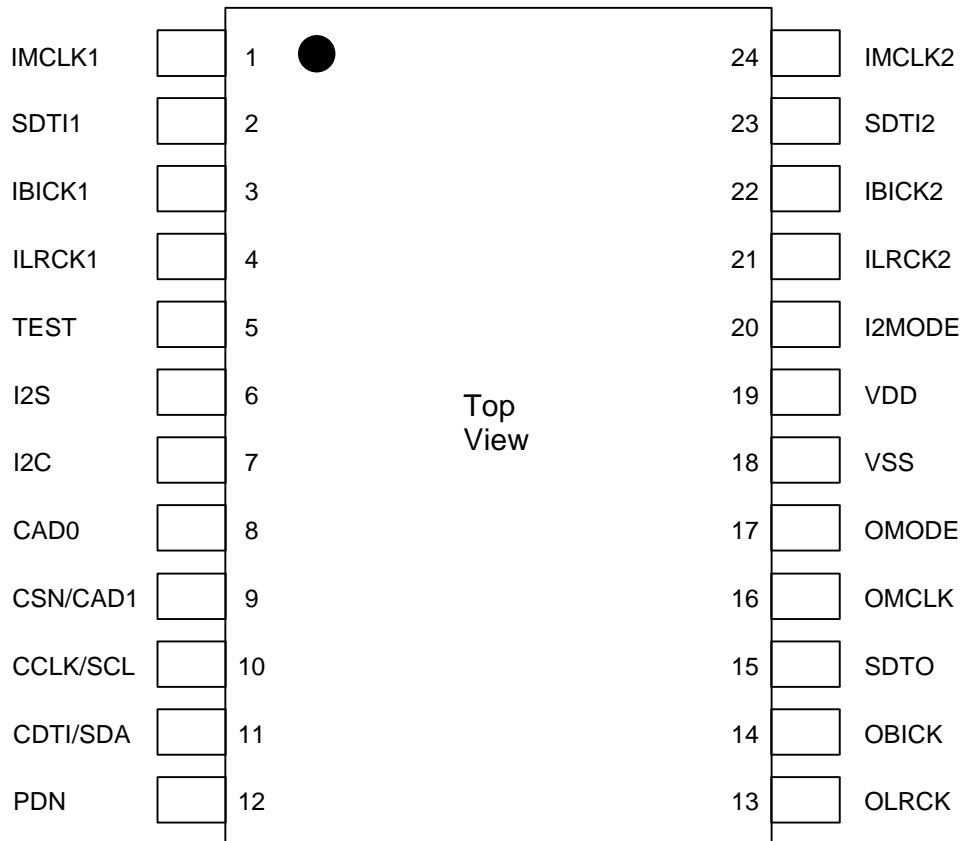 IMCLK1 1 24 IMCLK2
SDTI1 2 23 SDTI2
IBICK1 3 22 IBICK2
ILRCK1 4 21 ILRCK2
TEST 5 20 I2MODE
I2S 6 19 VDD
Top
View
I2C 7 18 VSS
CAD0 8 17 OMODE
CSN/CAD1 9 16 OMCLK
CCLK/SCL 10 15 SDTO
CDTI/SDA 11 14 OBICK
PDN 12 13 OLRCK